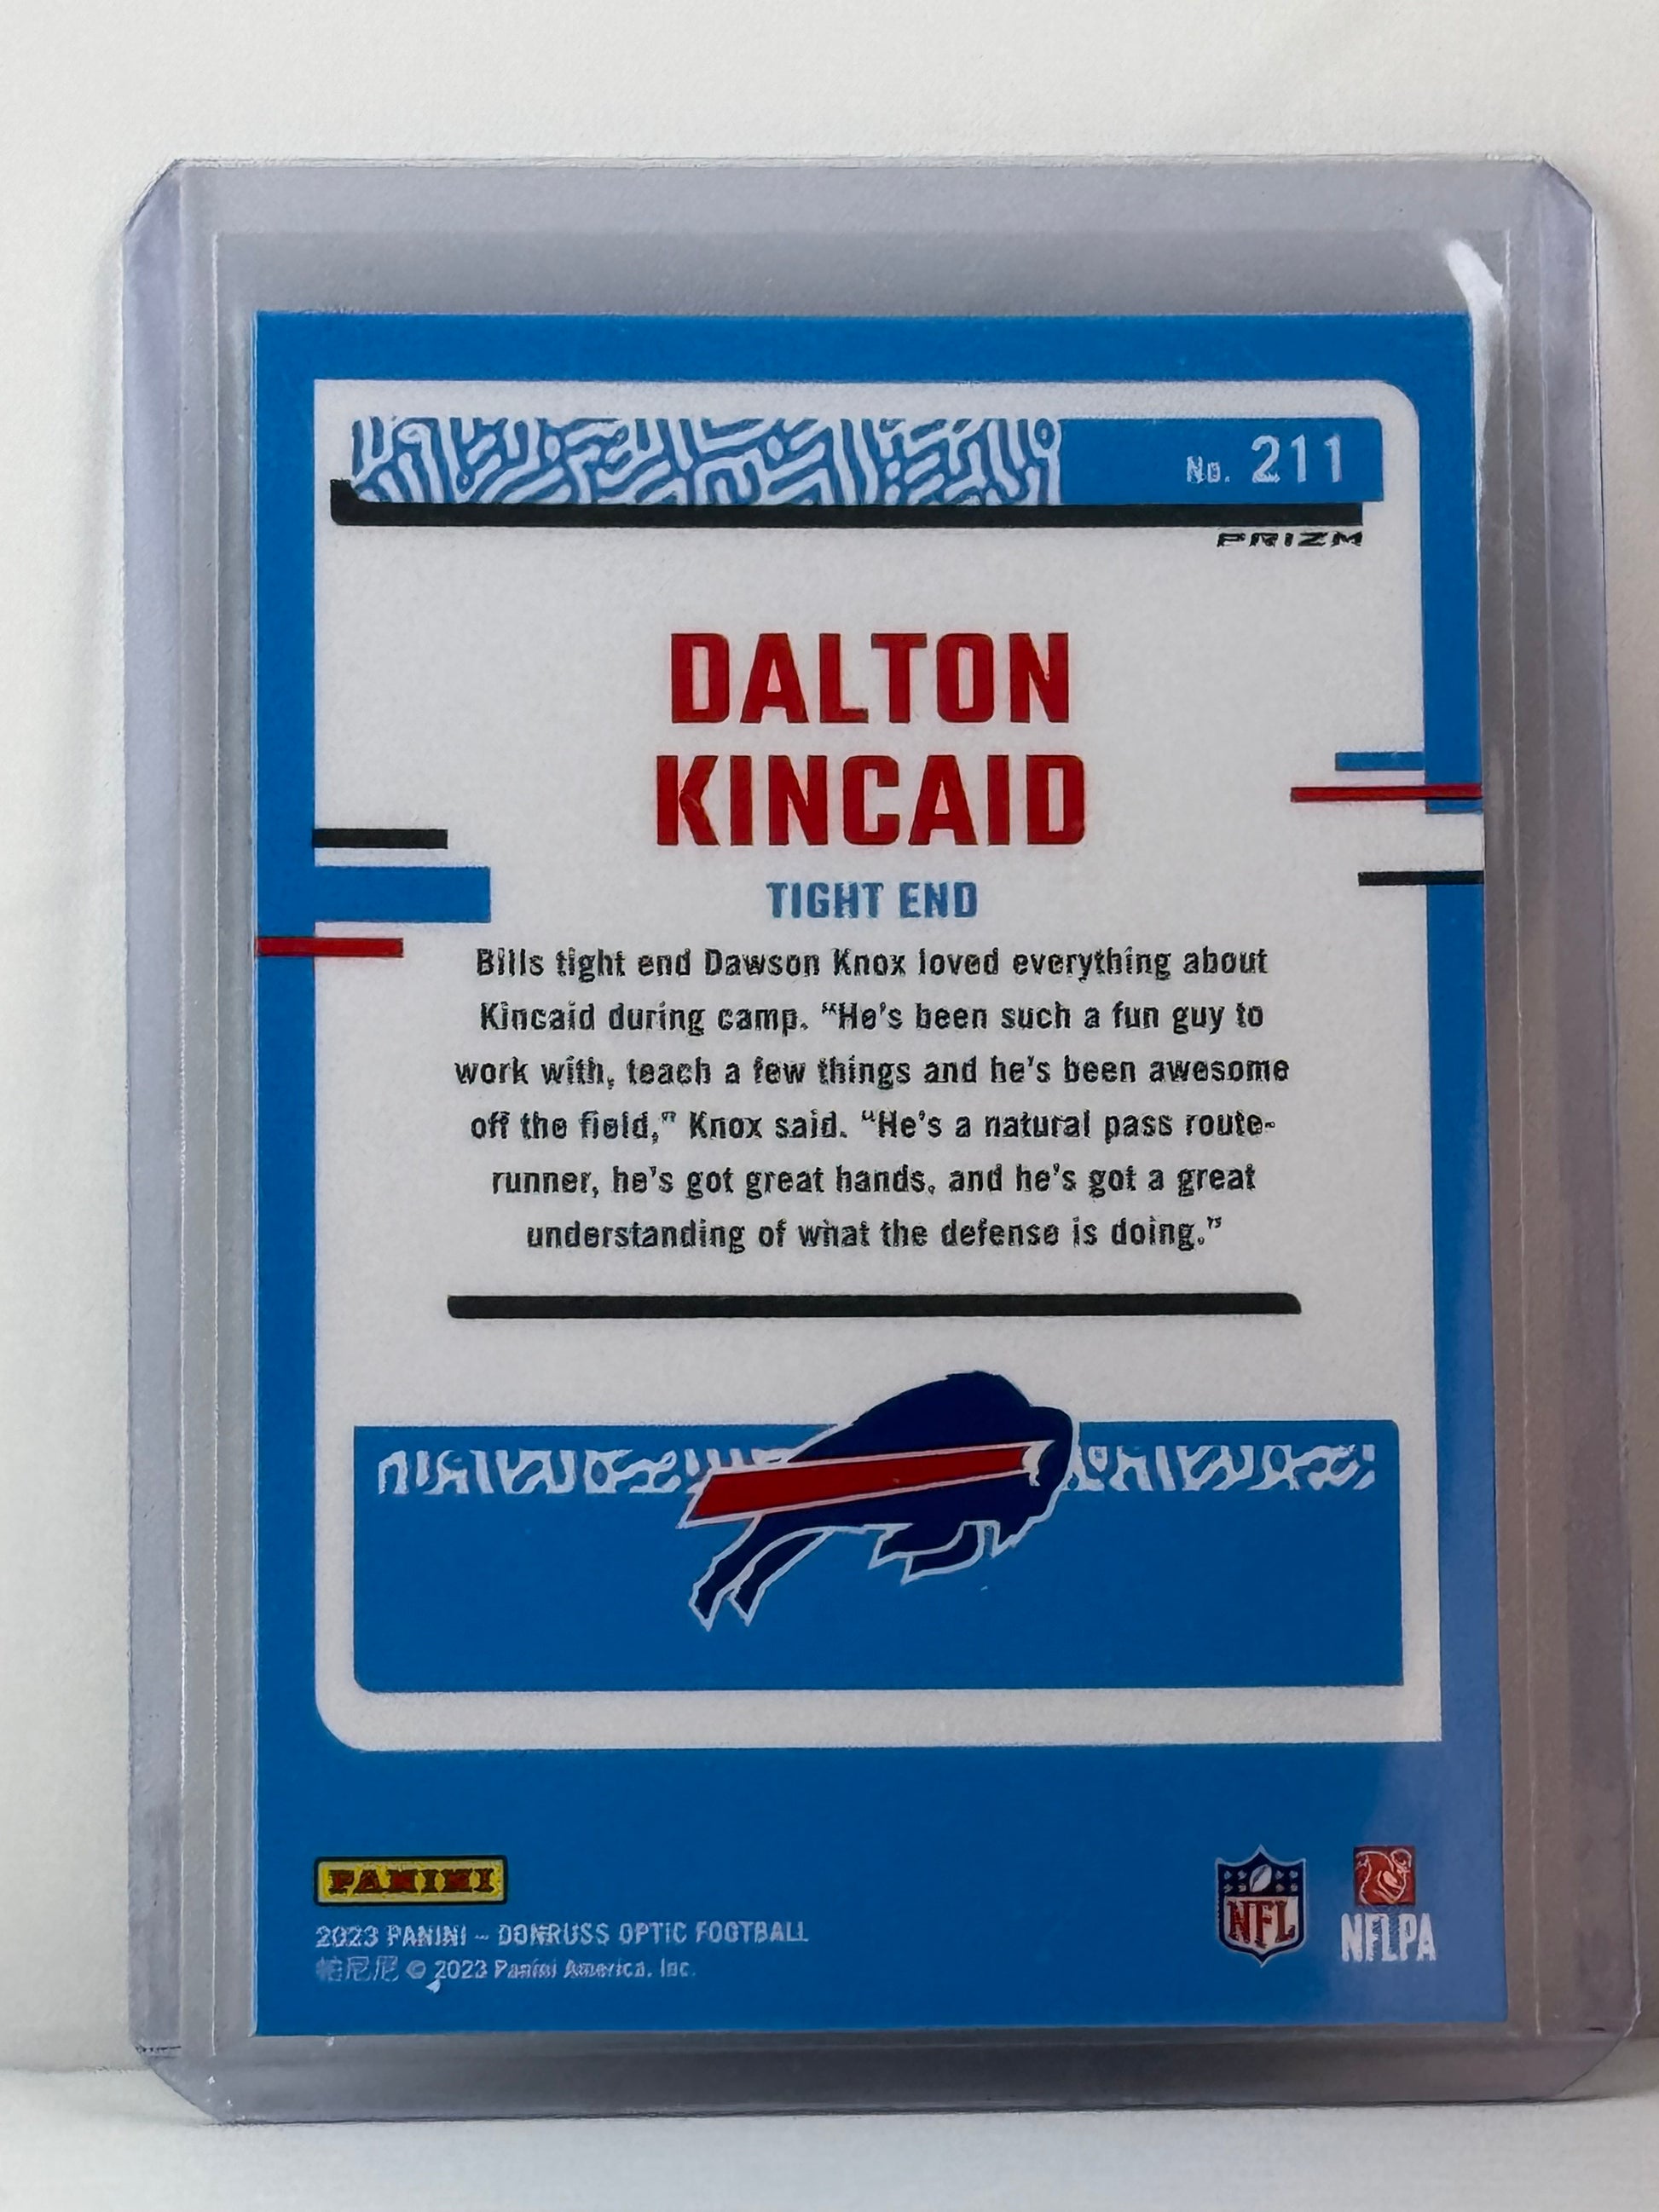 No. 211
PRIZM
DALTON
KINCAID
TIGHT END
Bills tight end Dawson Knox loved everything about
Kincaid during camp. “He’s been such a fun guy to
work with, teach a few things and he’s been awesome
off the field,” Knox said. “He’s a natural pass route-
runner, he’s got great hands, and he’s got a great
understanding of what the defense is doing.”
PANINI
2023 PANINI – DONRUSS OPTIC FOOTBALL
帕尼尼 © 2023 Panini America, Inc.
NFL
NFLPA